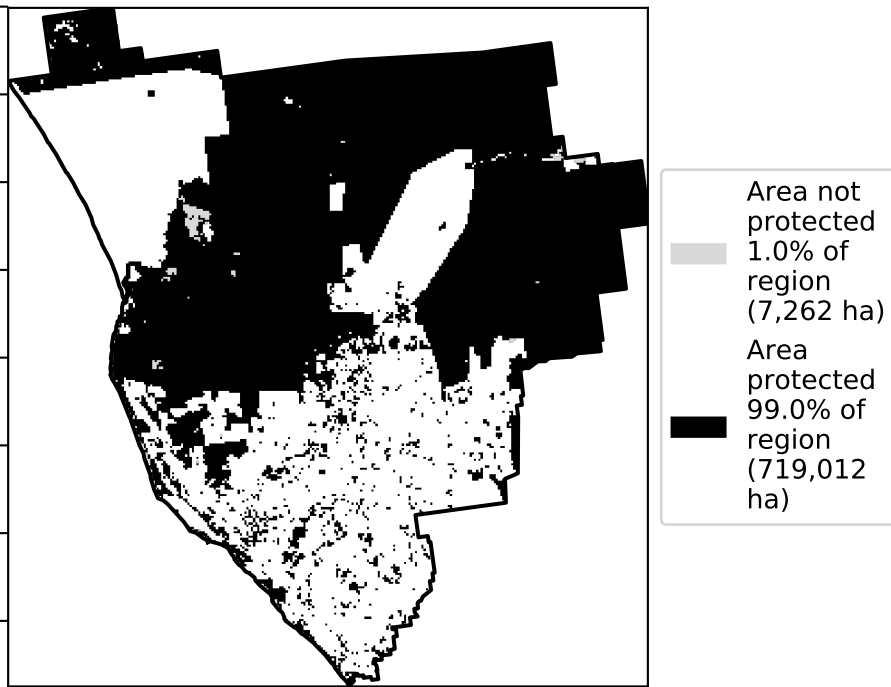 Area not
protected
1.0% of
region
(7,262 ha)
Area
protected
99.0% of
region
(719,012
ha)